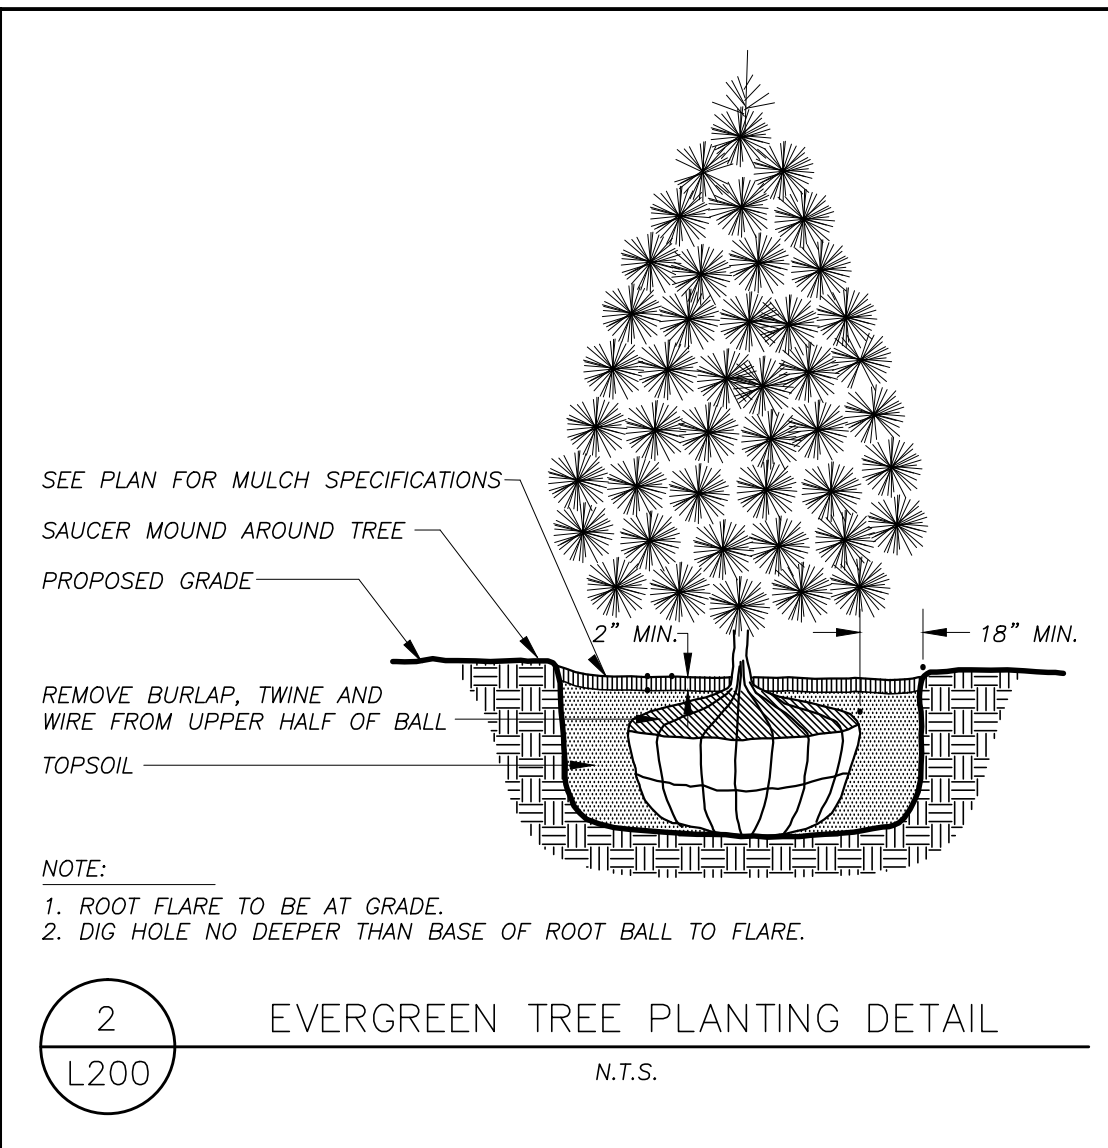 SEE PLAN FOR MULCH SPECIFICATIONS
SAUCER MOUND AROUND TREE
PROPOSED GRADE
2” MIN.
18” MIN.
REMOVE BURLAP, TWINE AND
WIRE FROM UPPER HALF OF BALL
TOPSOIL
NOTE:
1. ROOT FLARE TO BE AT GRADE.
2. DIG HOLE NO DEEPER THAN BASE OF ROOT BALL TO FLARE.
2
L200
EVERGREEN TREE PLANTING DETAIL
N.T.S.